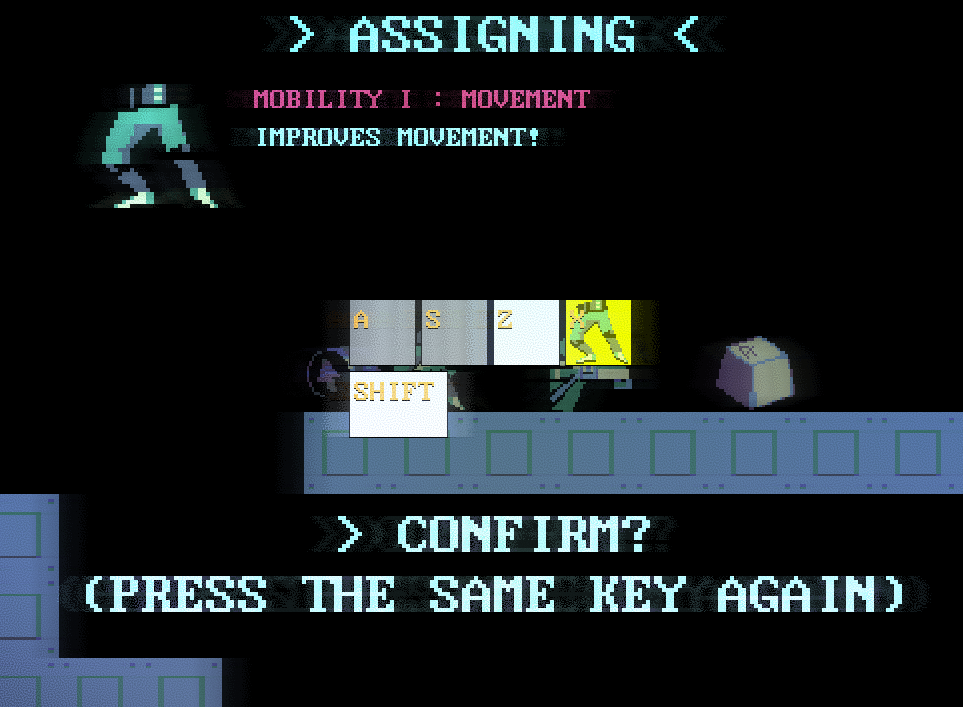 > ASSIGNING <
MOBILITY I : MOVEMENT
IMPROVES MOVEMENT!
A S Z X
SHIFT
> CONFIRM?
(PRESS THE SAME KEY AGAIN)